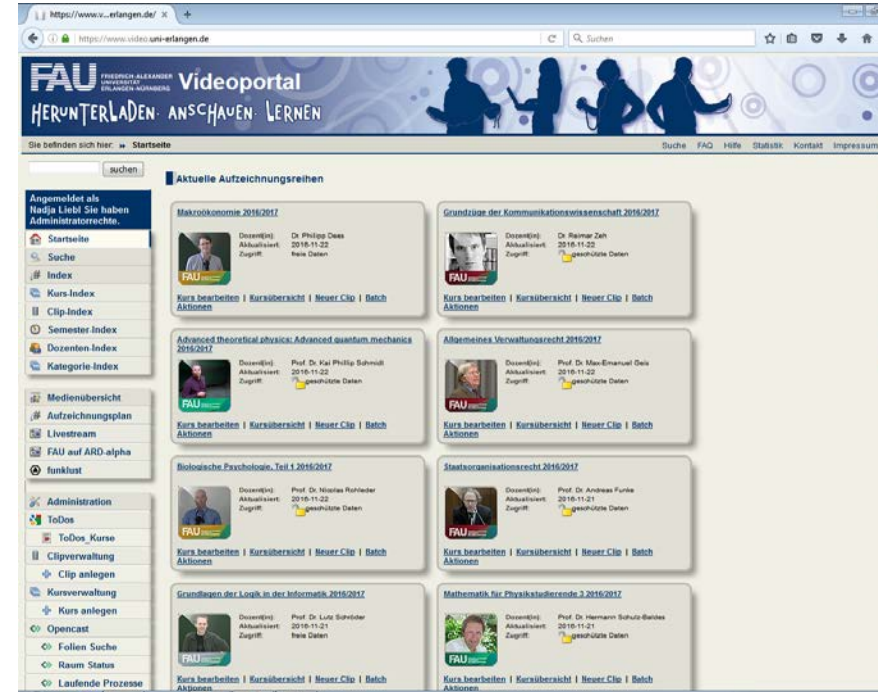 https://www.v...erlangen.de/ × +
https://www.video.uni-erlangen.de
Suchen
FAU FRIEDRICH-ALEXANDER UNIVERSITÄT ERLANGEN-NÜRNBERG Videoportal
HERUNTERLADEN. ANSCHAUEN. LERNEN
Sie befinden sich hier: » Startseite
Suche FAQ Hilfe Statistik Kontakt Impressum
suchen
Angemeldet als
Nadja Liebl Sie haben
Administratorrechte.
Startseite
Suche
Index
Kurs-Index
Clip-Index
Semester-Index
Dozenten-Index
Kategorie-Index
Medienübersicht
Aufzeichnungsplan
Livestream
FAU auf ARD-alpha
funklust
Administration
ToDos
ToDos_Kurse
Clipverwaltung
Clip anlegen
Kursverwaltung
Kurs anlegen
Opencast
Folien Suche
Raum Status
Laufende Prozesse
Aktuelle Aufzeichnungsreihen
Makroökonomie 2016/2017
Dozent(in): Dr. Philipp Dees
Aktualisiert: 2016-11-22
Zugriff: freie Daten
FAU
Kurs bearbeiten | Kursübersicht | Neuer Clip | Batch
Aktionen
Grundzüge der Kommunikationswissenschaft 2016/2017
Dozent(in): Dr. Reimar Zeh
Aktualisiert: 2016-11-22
Zugriff: geschützte Daten
FAU
Kurs bearbeiten | Kursübersicht | Neuer Clip | Batch
Aktionen
Advanced theoretical physics: Advanced quantum mechanics
2016/2017
Dozent(in): Prof. Dr. Kai Phillip Schmidt
Aktualisiert: 2016-11-22
Zugriff: geschützte Daten
FAU
Kurs bearbeiten | Kursübersicht | Neuer Clip | Batch
Aktionen
Allgemeines Verwaltungsrecht 2016/2017
Dozent(in): Prof. Dr. Max-Emanuel Geis
Aktualisiert: 2016-11-22
Zugriff: geschützte Daten
FAU
Kurs bearbeiten | Kursübersicht | Neuer Clip | Batch
Aktionen
Biologische Psychologie, Teil 1 2016/2017
Dozent(in): Prof. Dr. Nicolas Rohleder
Aktualisiert: 2016-11-22
Zugriff: geschützte Daten
FAU
Kurs bearbeiten | Kursübersicht | Neuer Clip | Batch
Aktionen
Staatsorganisationsrecht 2016/2017
Dozent(in): Prof. Dr. Andreas Funke
Aktualisiert: 2016-11-21
Zugriff: geschützte Daten
FAU
Kurs bearbeiten | Kursübersicht | Neuer Clip | Batch
Aktionen
Grundlagen der Logik in der Informatik 2016/2017
Dozent(in): Prof. Dr. Lutz Schröder
Aktualisiert: 2016-11-21
Zugriff: freie Daten
FAU
Kurs bearbeiten | Kursübersicht | Neuer Clip | Batch
Aktionen
Mathematik für Physikstudierende 3 2016/2017
Dozent(in): Prof. Dr. Hermann Schulz-Baldes
Aktualisiert: 2016-11-21
Zugriff: geschützte Daten
FAU
Kurs bearbeiten | Kursübersicht | Neuer Clip | Batch
Aktionen